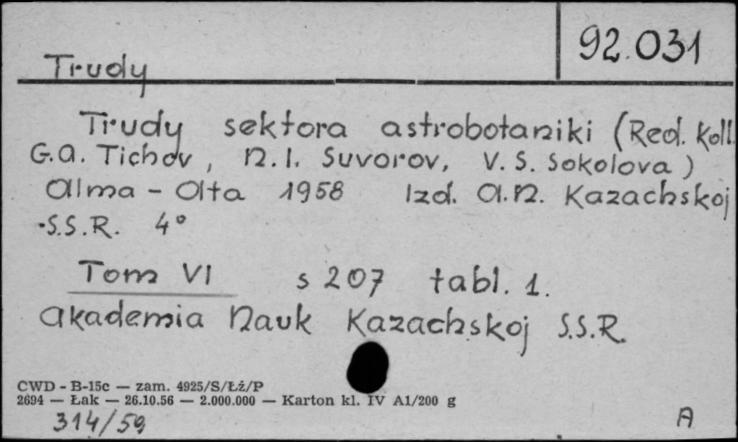 92.031
Trudy
Trudy sektora astrobotaniki (Red. Koll.
G.A. Tichov, N.I. Suvorov, V.S. Sokolova)
Alma - Ata 1958 Izd. A.N. Kazachskoj
S.S.R. 4°
Tom VI s 207 tabl. 1.
Akademia Nauk Kazachskoj S.S.R.
CWD - B-15c — zam. 4925/S/Łź/P
2694 — Łak — 26.10.56 — 2.000.000 — Karton kl. IV A1/200 g
314/59
A